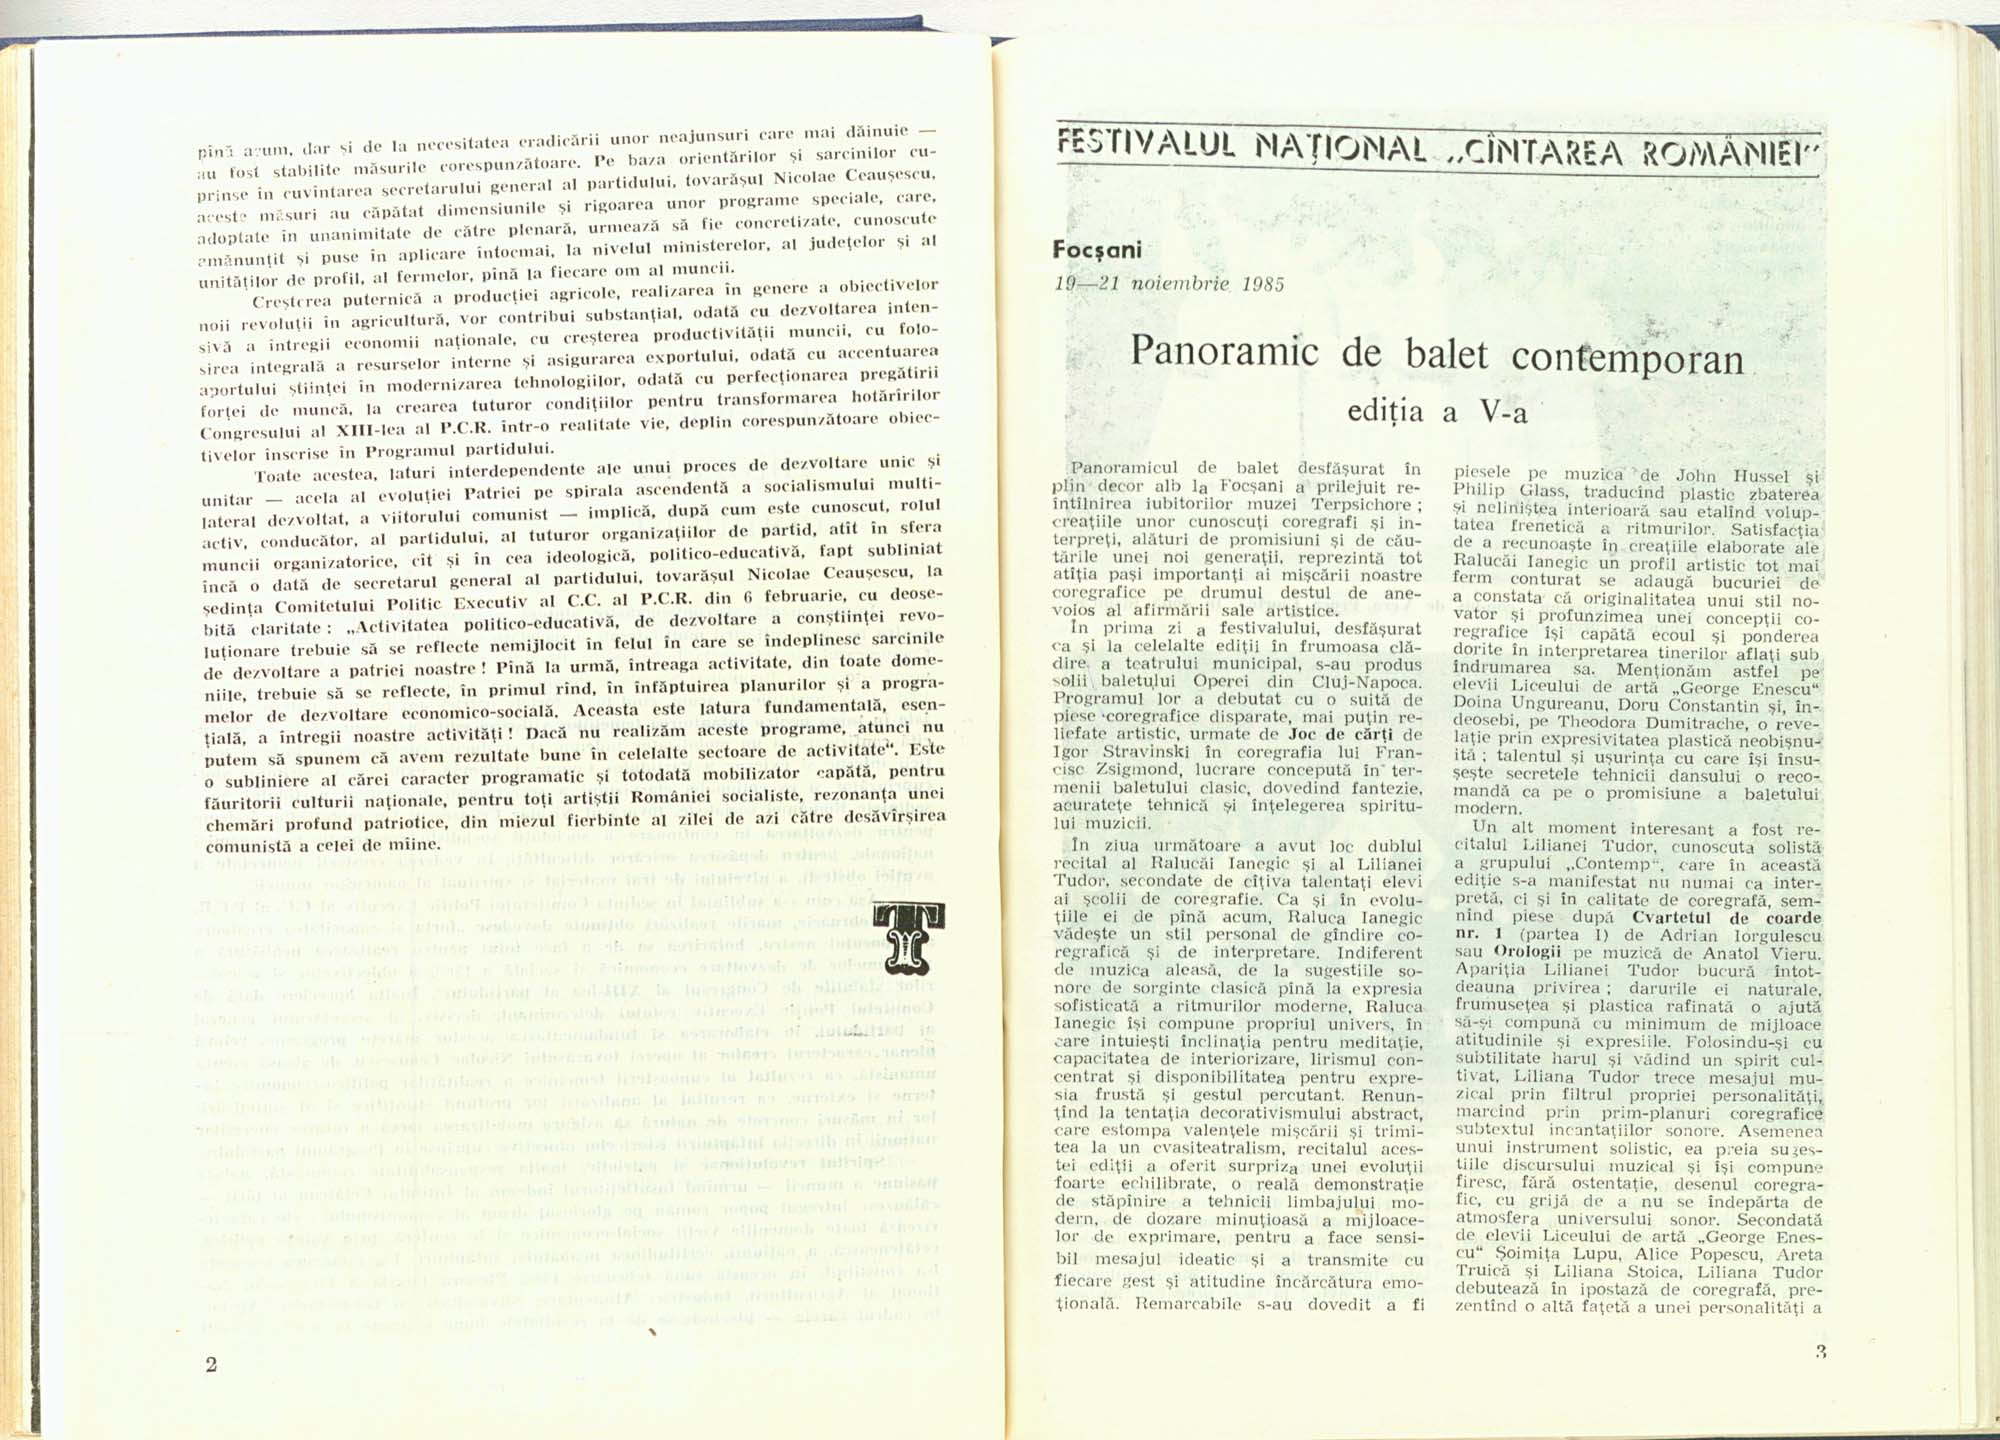 pînă acum, dar și de la necesitatea eradicării unor neajunsuri care mai dăinuie —
au fost stabilite măsurile corespunzătoare. Pe baza orientărilor și sarcinilor cu-
prinse în cuvîntarea secretarului general al partidului, tovarășul Nicolae Ceaușescu,
aceste măsuri au căpătat dimensiunile și rigoarea unor programe speciale, care,
adoptate în unanimitate de către plenară, urmează să fie concretizate, cunoscute
amănunțit și puse în aplicare întocmai, la nivelul ministerelor, al județelor și al
unităților de profil, al fermelor, pînă la fiecare om al muncii.
Creșterea puternică a producției agricole, realizarea în genere a obiectivelor
noii revoluții în agricultură, vor contribui substanțial, odată cu dezvoltarea inten-
sivă a întregii economii naționale, cu creșterea productivității muncii, cu folo-
sirea integrală a resurselor interne și asigurarea exportului, odată cu accentuarea
aportului științei în modernizarea tehnologiilor, odată cu perfecționarea pregătirii
forței de muncă, la crearea tuturor condițiilor pentru transformarea hotărîrilor
Congresului al XIII-lea al P.C.R. într-o realitate vie, deplin corespunzătoare obiec-
tivelor înscrise în Programul partidului.
Toate acestea, laturi interdependente ale unui proces de dezvoltare unic și
unitar — acela al evoluției Patriei pe spirala ascendentă a socialismului multi-
lateral dezvoltat, a viitorului comunist — implică, după cum este cunoscut, rolul
activ, conducător, al partidului, al tuturor organizațiilor de partid, atît în sfera
muncii organizatorice, cît și în cea ideologică, politico-educativă, fapt subliniat
încă o dată de secretarul general al partidului, tovarășul Nicolae Ceaușescu, la
ședința Comitetului Politic Executiv al C.C. al P.C.R. din 6 februarie, cu deose-
bită claritate : „Activitatea politico-educativă, de dezvoltare a conștiinței revo-
luționare trebuie să se reflecte nemijlocit în felul în care se îndeplinesc sarcinile
de dezvoltare a patriei noastre ! Pînă la urmă, întreaga activitate, din toate dome-
niile, trebuie să se reflecte, în primul rînd, în înfăptuirea planurilor și a progra-
melor de dezvoltare economico-socială. Aceasta este latura fundamentală, esen-
țială, a întregii noastre activități ! Dacă nu realizăm aceste programe, atunci nu
putem să spunem că avem rezultate bune în celelalte sectoare de activitate“. Este
o subliniere al cărei caracter programatic și totodată mobilizator capătă, pentru
făuritorii culturii naționale, pentru toți artiștii României socialiste, rezonanța unei
chemări profund patriotice, din miezul fierbinte al zilei de azi către desăvîrșirea
comunistă a celei de mîine.
T
2
FESTIVALUL NAȚIONAL „CÎNTAREA ROMÂNIEI“
Focșani
19—21 noiembrie 1985
Panoramic de balet contemporan
ediția a V-a
Panoramicul de balet desfășurat în
plin decor alb la Focșani a prilejuit re-
întîlnirea iubitorilor muzei Terpsichore ;
creațiile unor cunoscuți coregrafi și in-
terpreți, alături de promisiuni și de cău-
tările unei noi generații, reprezintă tot
atîția pași importanți ai mișcării noastre
coregrafice pe drumul destul de ane-
voios al afirmării sale artistice.
În prima zi a festivalului, desfășurat
ca și la celelalte ediții în frumoasa clă-
dire a teatrului municipal, s-au produs
solii baletului Operei din Cluj-Napoca.
Programul lor a debutat cu o suită de
piese coregrafice disparate, mai puțin re-
liefate artistic, urmate de Joc de cărți de
Igor Stravinski în coregrafia lui Fran-
cisc Zsigmond, lucrare concepută în ter-
menii baletului clasic, dovedind fantezie,
acuratețe tehnică și înțelegerea spiritu-
lui muzicii.
În ziua următoare a avut loc dublul
recital al Ralucăi Ianegic și al Lilianei
Tudor, secondate de cîțiva talentați elevi
ai școlii de coregrafie. Ca și în evolu-
țiile ei de pînă acum, Raluca Ianegic
vădește un stil personal de gîndire co-
regrafică și de interpretare. Indiferent
de muzica aleasă, de la sugestiile so-
nore de sorginte clasică pînă la expresia
sofisticată a ritmurilor moderne, Raluca
Ianegic își compune propriul univers, în
care intuiești înclinația pentru meditație,
capacitatea de interiorizare, lirismul con-
centrat și disponibilitatea pentru expre-
sia frustă și gestul percutant. Renun-
țînd la tentația decorativismului abstract,
care estompa valențele mișcării și trimi-
tea la un cvasiteatralism, recitalul aces-
tei ediții a oferit surpriza unei evoluții
foarte echilibrate, o reală demonstrație
de stăpînire a tehnicii limbajului mo-
dern, de dozare minuțioasă a mijloace-
lor de exprimare, pentru a face sensi-
bil mesajul ideatic și a transmite cu
fiecare gest și atitudine încărcătura emo-
țională. Remarcabile s-au dovedit a fi
piesele pe muzica de John Hussel și
Philip Glass, traducînd plastic zbaterea
și neliniștea interioară sau etalînd volup-
tatea frenetică a ritmurilor. Satisfacția
de a recunoaște în creațiile elaborate ale
Ralucăi Ianegic un profil artistic tot mai
ferm conturat se adaugă bucuriei de
a constata că originalitatea unui stil no-
vator și profunzimea unei concepții co-
regrafice își capătă ecoul și ponderea
dorite în interpretarea tinerilor aflați sub
îndrumarea sa. Menționăm astfel pe
elevii Liceului de artă „George Enescu“
Doina Ungureanu, Doru Constantin și, în-
deosebi, pe Theodora Dumitrache, o reve-
lație prin expresivitatea plastică neobișnu-
ită ; talentul și ușurința cu care își însu-
șește secretele tehnicii dansului o reco-
mandă ca pe o promisiune a baletului
modern.
Un alt moment interesant a fost re-
citalul Lilianei Tudor, cunoscuta solistă
a grupului „Contemp“, care în această
ediție s-a manifestat nu numai ca inter-
pretă, ci și în calitate de coregrafă, sem-
nînd piese după Cvartetul de coarde
nr. 1 (partea I) de Adrian Iorgulescu
sau Orologii pe muzică de Anatol Vieru.
Apariția Lilianei Tudor bucură întot-
deauna privirea ; darurile ei naturale,
frumusețea și plastica rafinată o ajută
să-și compună cu minimum de mijloace
atitudinile și expresiile. Folosindu-și cu
subtilitate harul și vădind un spirit cul-
tivat, Liliana Tudor trece mesajul mu-
zical prin filtrul propriei personalități,
marcînd prin prim-planuri coregrafice
subtextul incantațiilor sonore. Asemenea
unui instrument solistic, ea preia suges-
tiile discursului muzical și își compune
firesc, fără ostentație, desenul coregra-
fic, cu grijă de a nu se îndepărta de
atmosfera universului sonor. Secondată
de elevii Liceului de artă „George Enes-
cu“ Șoimița Lupu, Alice Popescu, Areta
Truică și Liliana Stoica, Liliana Tudor
debutează în ipostază de coregrafă, pre-
zentînd o altă fațetă a unei personalități a
3